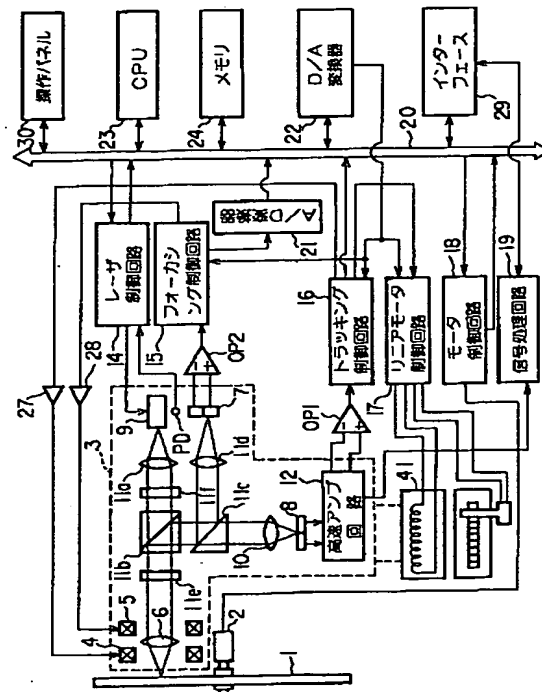 操作パネル
30
CPU
23
メモリ
24
D/A
変換器
22
インター
フェース
29
20
A/D
変換器
21
レーザ
制御回路
14
フォーカシ
ング制御回路
15
トラッキング
制御回路
16
リニアモータ
制御回路
17
モータ
制御回路
18
信号処理回路
19
27
28
OP2
OP1
3
9
PD
7
11a
11f
11d
11b
11c
11e
10
8
12
高速アンプ
回路
41
5
4
6
2
1